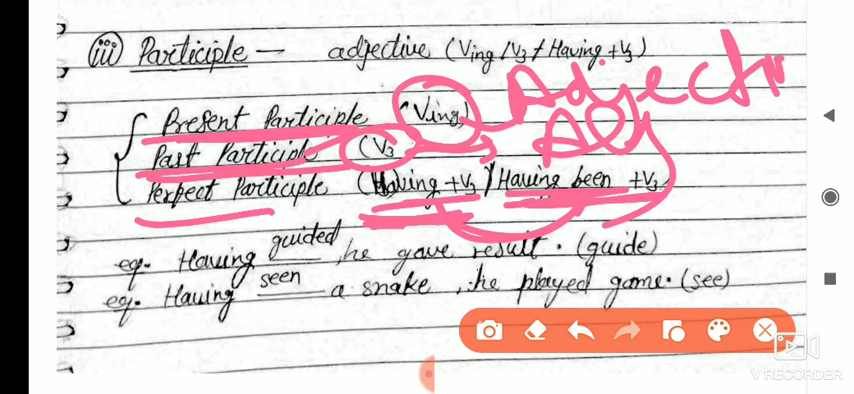 (iii) Participle — adjective (Ving / V3 / Having + V3)
Adjectiv
Present Participle (Ving)
Past Participle (V3
Adj
Perfect Participle (Having + V3 / Having been + V3
eg. Having guided, he gave result. (guide)
eg. Having seen a snake, he played game. (see)
V RECORDER